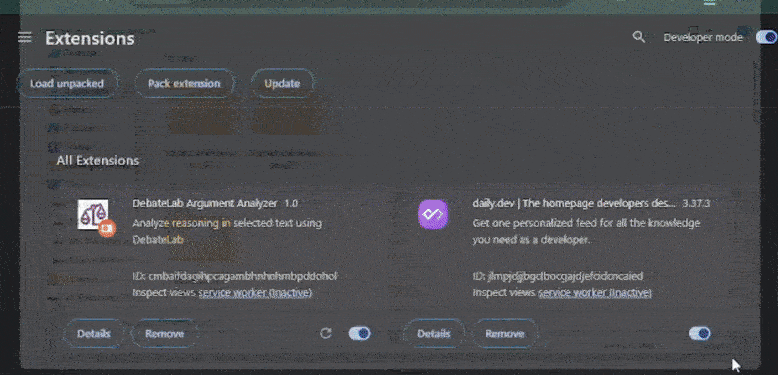 Extensions
Developer mode
Load unpacked
Pack extension
Update
All Extensions
DebateLab Argument Analyzer 1.0
Analyze reasoning in selected text using
DebateLab
Inspect views service worker (Inactive)
Details
Remove
daily.dev | The homepage developers des... 3.37.3
Get one personalized feed for all the knowledge
you need as a developer.
ID: jlmpjdjjbgclbocgajdjefcidcncaied
Inspect views service worker (Inactive)
Details
Remove